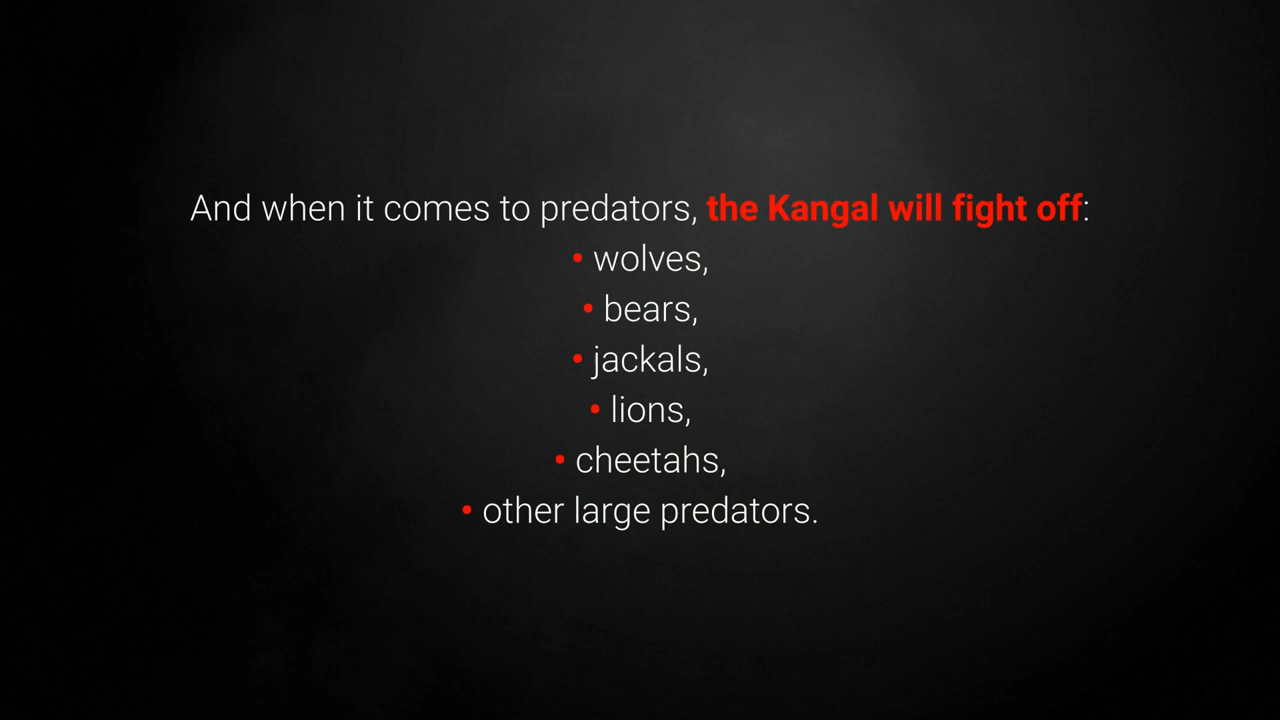 And when it comes to predators, the Kangal will fight off:
• wolves,
• bears,
• jackals,
• lions,
• cheetahs,
• other large predators.